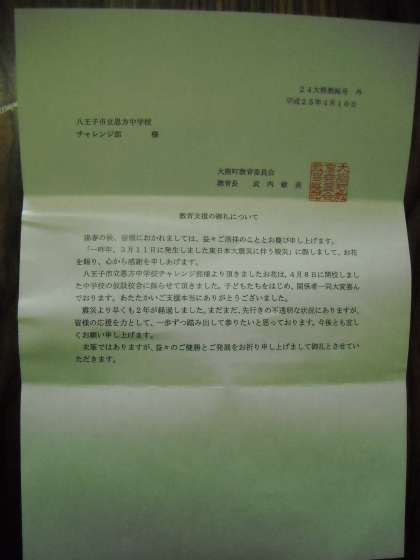 24大熊教総号 外
平成25年4月10日
八王子市立恩方中学校
チャレンジ部 様
大熊町教育委員会
教育長 武内敏英
教育支援の御礼について
陽春の候、皆様におかれましては、益々ご清祥のこととお慶び申し上げます。
「一昨年、3月11日に発生しました東日本大震災に伴う被災」に際しまして、お花
を賜り、心から感謝を申しあげます。
八王子市立恩方中学校チャレンジ部様より頂きましたお花は、4月8日に開校しました
中学校の仮設校舎に飾らせて頂きました。子どもたちをはじめ、関係者一同大変喜ん
でおります。あたたかいご支援本当にありがとうございました。
震災より早くも2年が経過しました。まだまだ、先行きの不透明な状況にありますが、
皆様の応援を力として、一歩ずつ踏み出して参りたいと思っております。今後とも宜し
くお願い申し上げます。
末筆ではありますが、益々のご健勝とご発展をお祈り申し上げまして御礼とさせてい
ただきます。